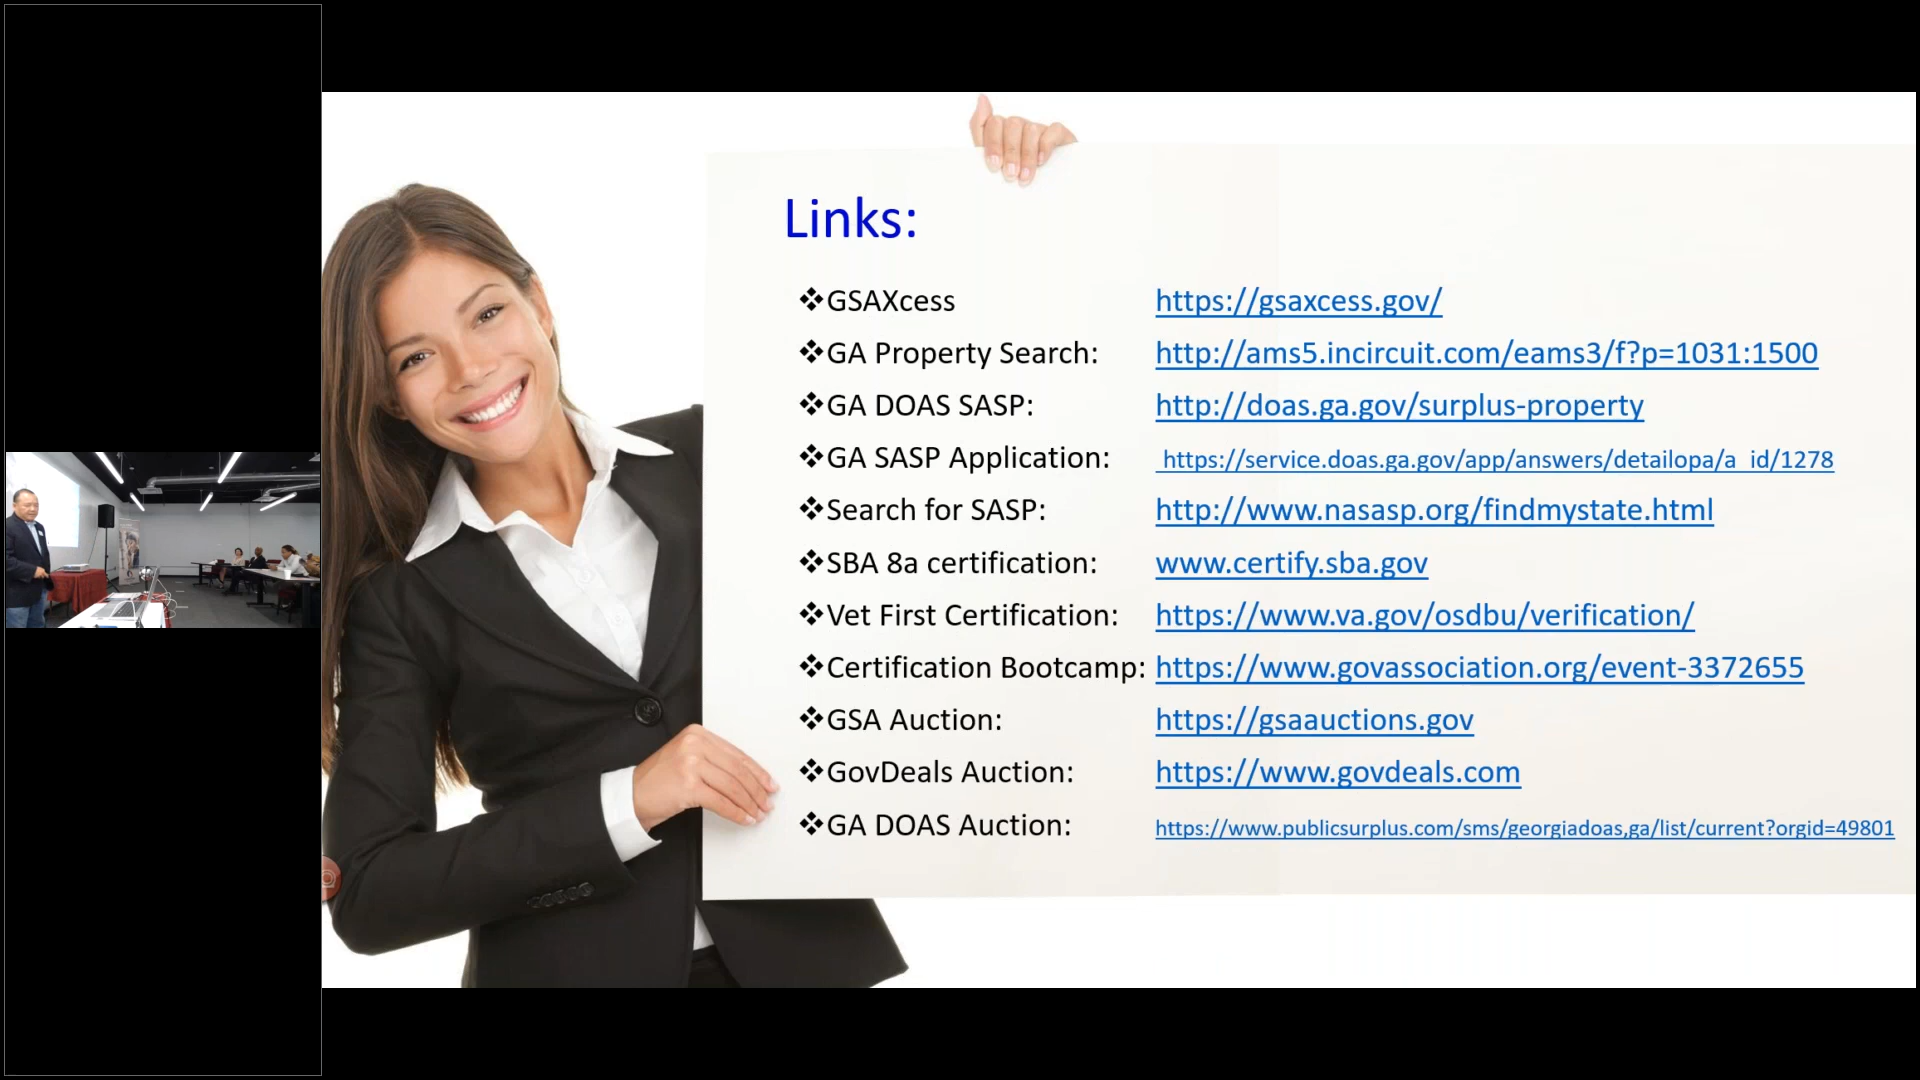 Links:
❖GSAXcess https://gsaxcess.gov/
❖GA Property Search: http://ams5.incircuit.com/eams3/f?p=1031:1500
❖GA DOAS SASP: http://doas.ga.gov/surplus-property
❖GA SASP Application: https://service.doas.ga.gov/app/answers/detailopa/a_id/1278
❖Search for SASP: http://www.nasasp.org/findmystate.html
❖SBA 8a certification: www.certify.sba.gov
❖Vet First Certification: https://www.va.gov/osdbu/verification/
❖Certification Bootcamp: https://www.govassociation.org/event-3372655
❖GSA Auction: https://gsaauctions.gov
❖GovDeals Auction: https://www.govdeals.com
❖GA DOAS Auction: https://www.publicsurplus.com/sms/georgiadoas,ga/list/current?orgid=49801